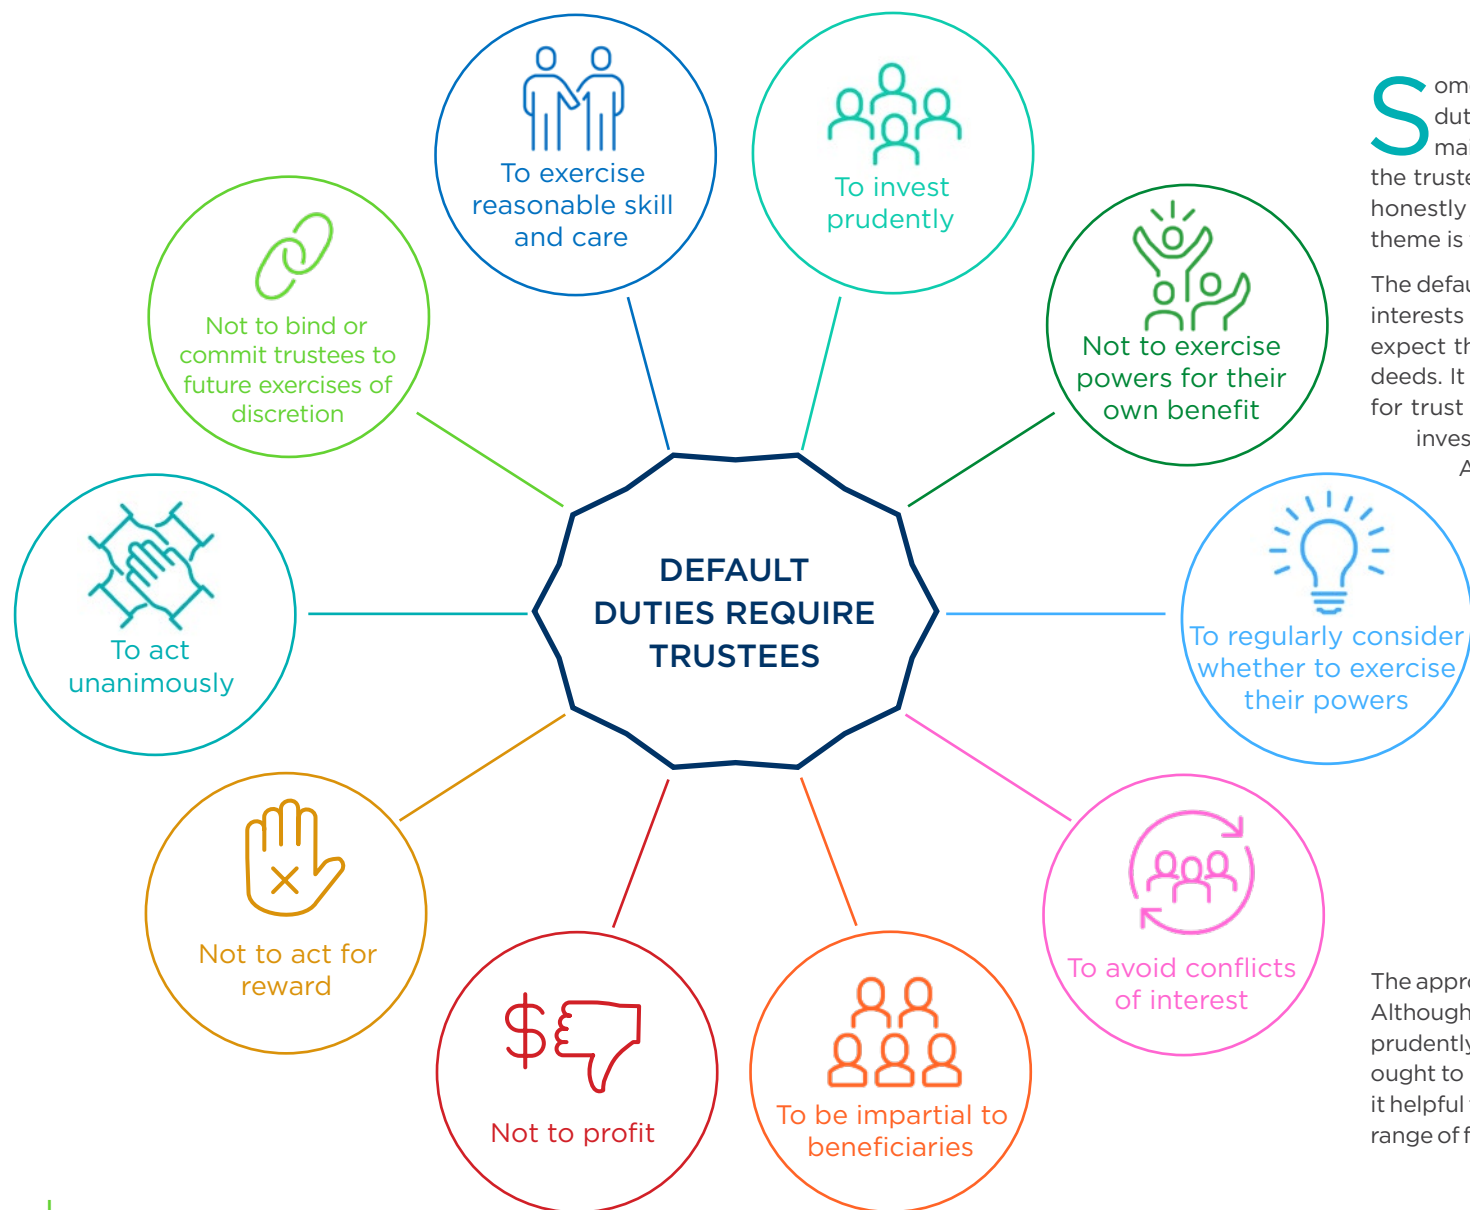 DEFAULT
DUTIES REQUIRE
TRUSTEES
To exercise
reasonable skill
and care
To invest
prudently
Not to exercise
powers for their
own benefit
To regularly consider
whether to exercise
their powers
To avoid conflicts
of interest
To be impartial to
beneficiaries
Not to profit
Not to act for
reward
To act
unanimously
Not to bind or
commit trustees to
future exercises of
discretion
the
honestly
theme is
The
interests
expect
deeds. It
for trust
The
Although
prudently
ought to
it helpful
range of